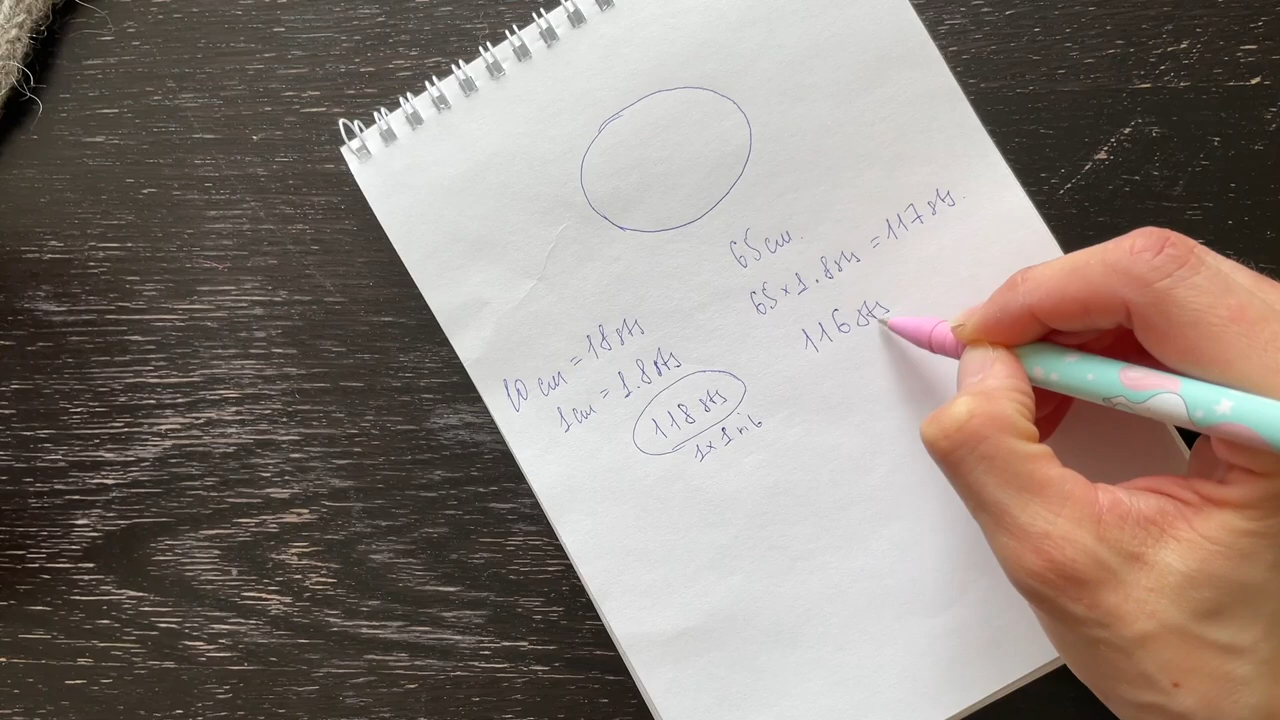 65 cm.
65 × 1.8 sts = 117 sts.
116 sts
10 cm = 18 sts
1 cm = 1.8 sts
118 sts
1x1 rib